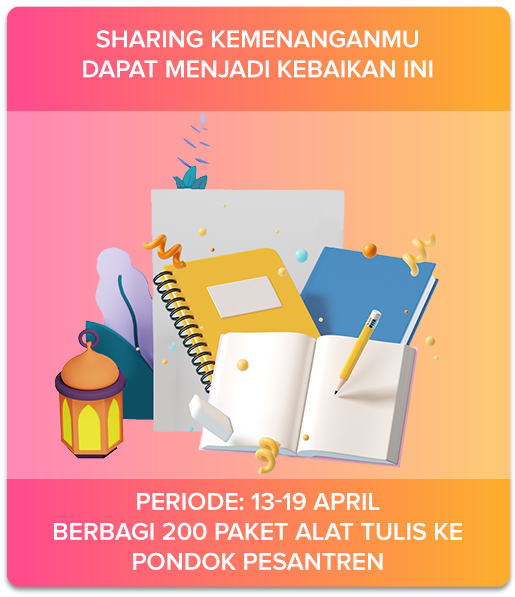 SHARING KEMENANGANMU
DAPAT MENJADI KEBAIKAN INI
PERIODE: 13-19 APRIL
BERBAGI 200 PAKET ALAT TULIS KE
PONDOK PESANTREN